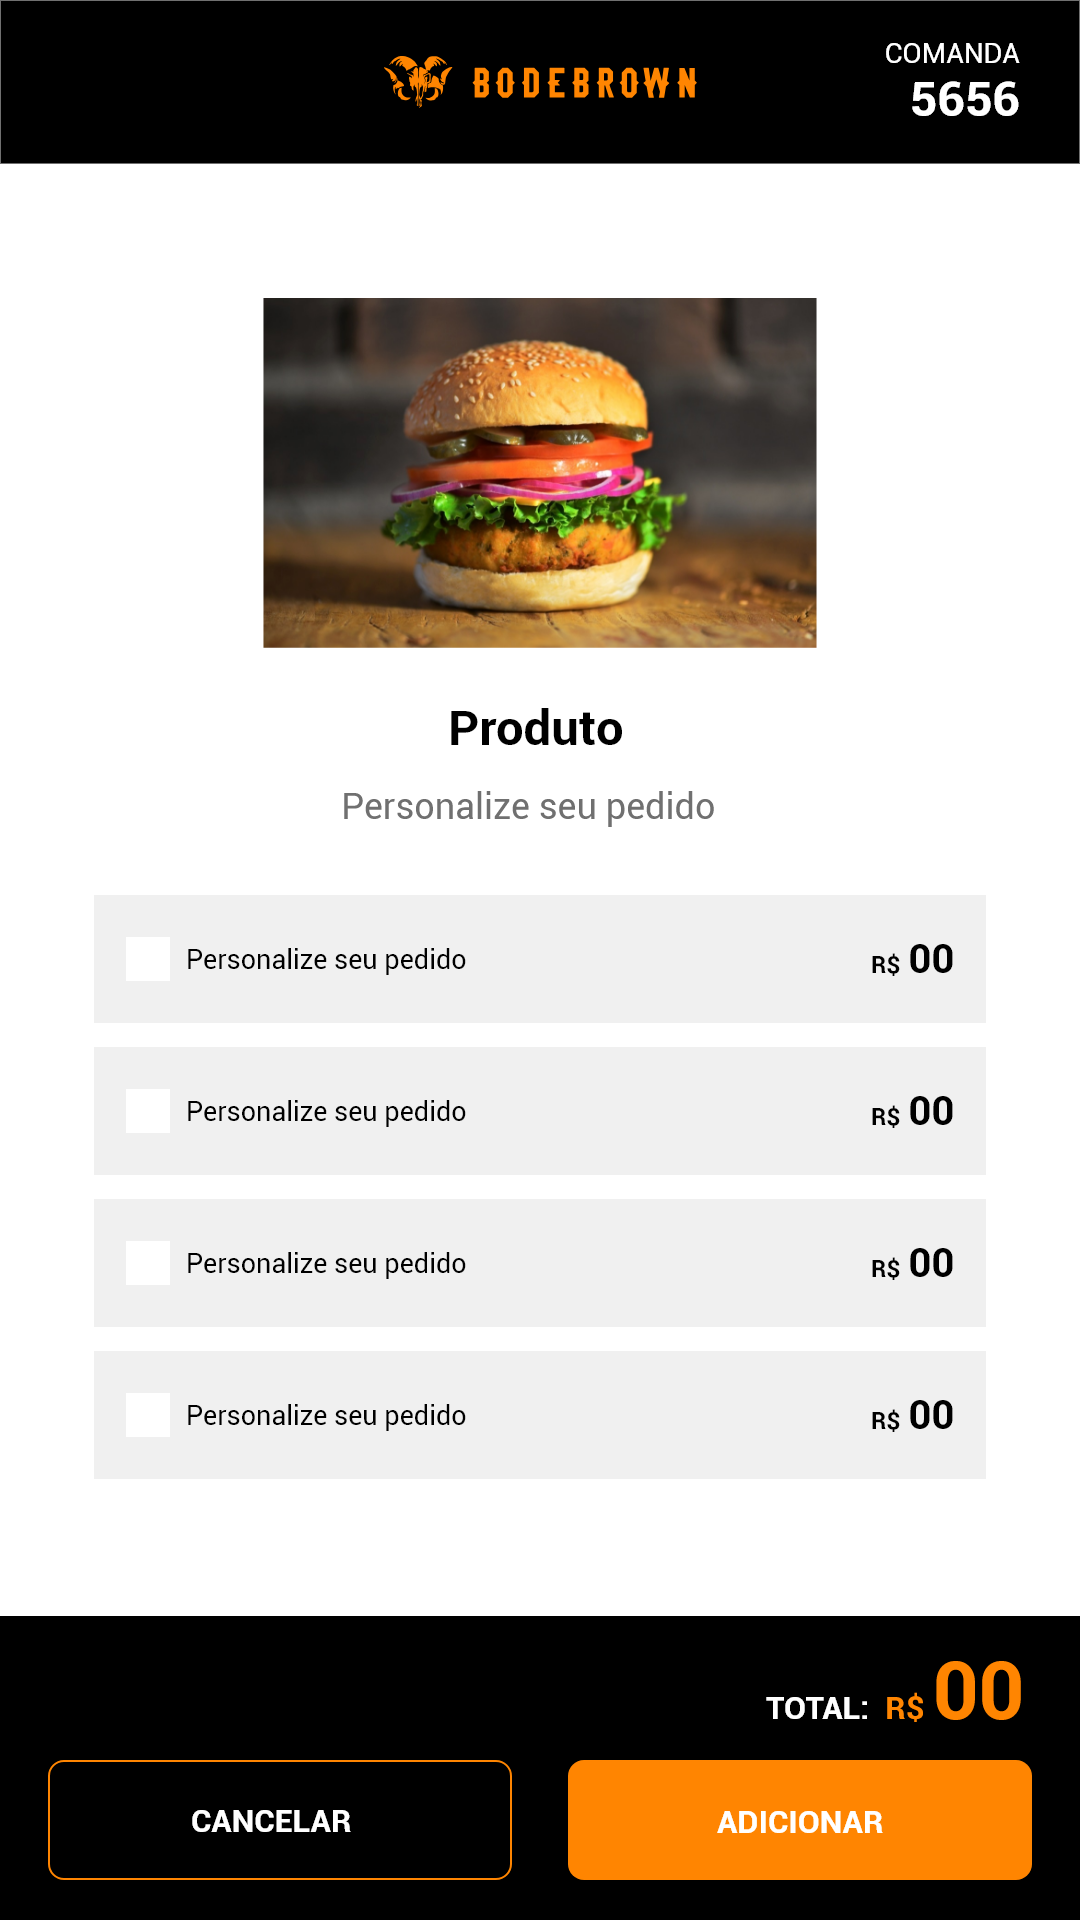 BODEBROWN
COMANDA
5656
Produto
Personalize seu pedido
Personalize seu pedido R$ 00
Personalize seu pedido R$ 00
Personalize seu pedido R$ 00
Personalize seu pedido R$ 00
TOTAL: R$ 00
CANCELAR
ADICIONAR